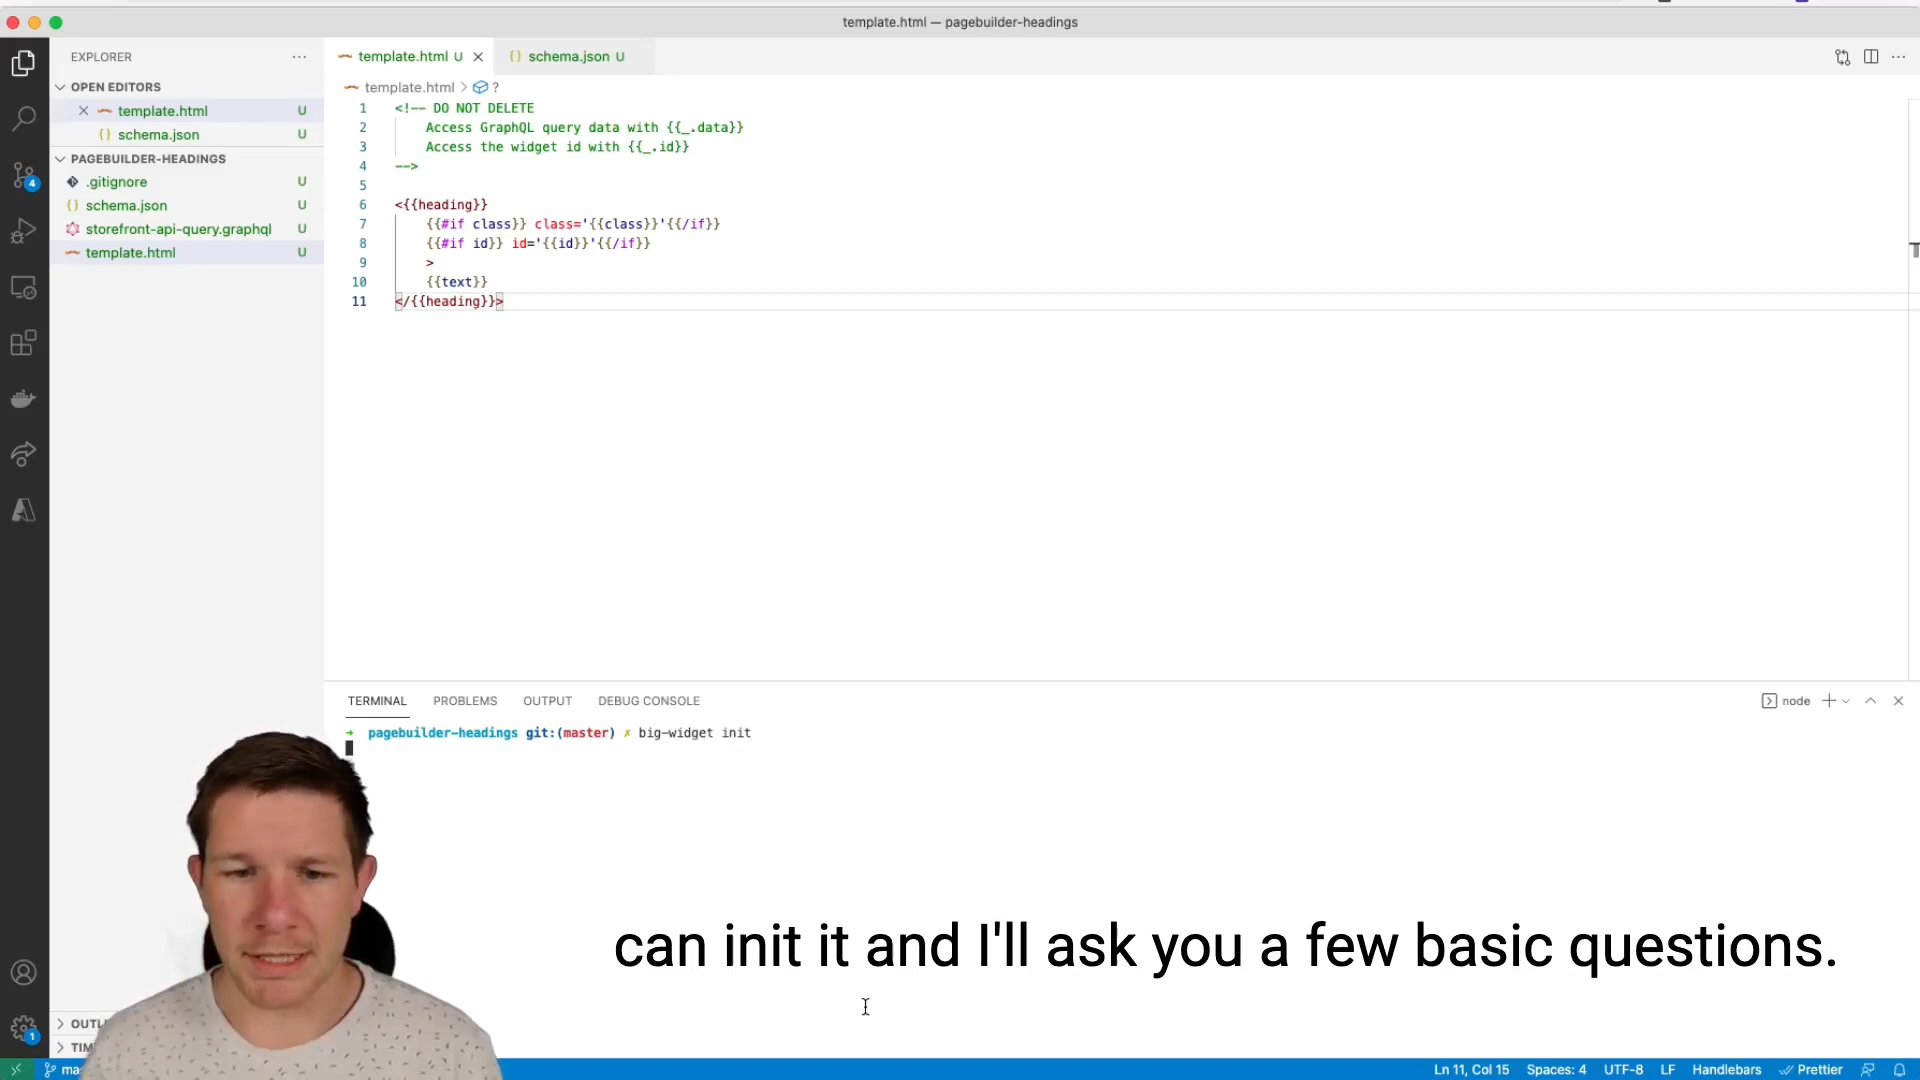 template.html — pagebuilder-headings
EXPLORER
OPEN EDITORS
template.html U
schema.json U
PAGEBUILDER-HEADINGS
.gitignore U
schema.json U
storefront-api-query.graphql U
template.html U
4
1
template.html U
schema.json U
template.html > ?
1 <!-- DO NOT DELETE
2 Access GraphQL query data with {{_.data}}
3 Access the widget id with {{_.id}}
4 -->
5
6 <{{heading}}
7 {{#if class}} class='{{class}}'{{/if}}
8 {{#if id}} id='{{id}}'{{/if}}
9 >
10 {{text}}
11 </{{heading}}>
TERMINAL PROBLEMS OUTPUT DEBUG CONSOLE
node
→ pagebuilder-headings git:(master) ✗ big-widget init
can init it and I'll ask you a few basic questions.
Ln 11, Col 15 Spaces: 4 UTF-8 LF Handlebars Prettier